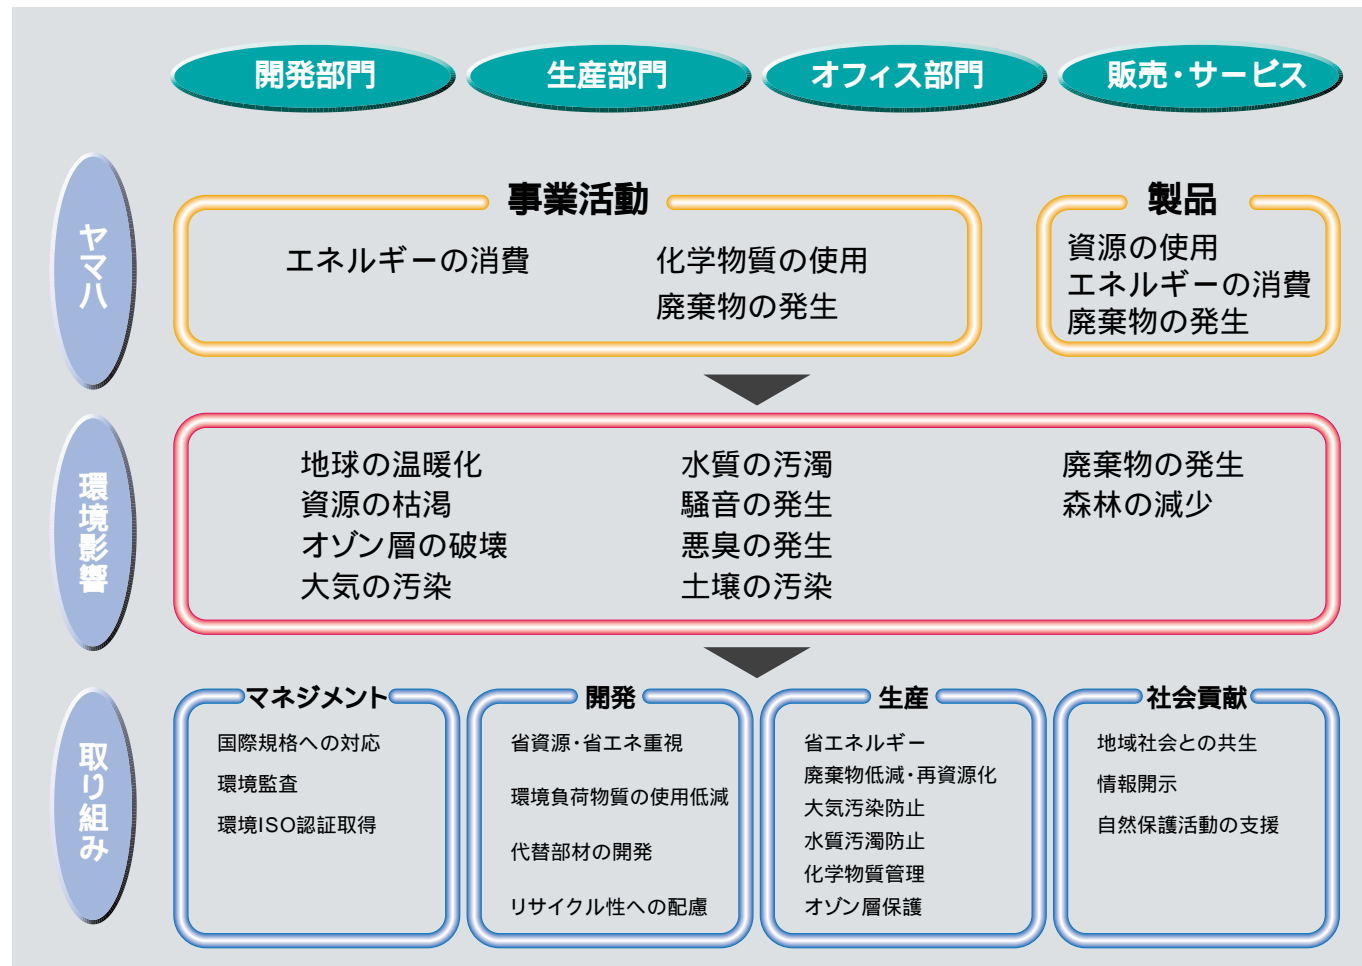 開発部門
生産部門
オフィス部門
販売・サービス
ヤマハ
事業活動
エネルギーの消費
化学物質の使用
廃棄物の発生
製品
資源の使用
エネルギーの消費
廃棄物の発生
環境影響
地球の温暖化
資源の枯渇
オゾン層の破壊
大気の汚染
水質の汚濁
騒音の発生
悪臭の発生
土壌の汚染
廃棄物の発生
森林の減少
取り組み
マネジメント
国際規格への対応
環境監査
環境ISO認証取得
開発
省資源・省エネ重視
環境負荷物質の使用低減
代替部材の開発
リサイクル性への配慮
生産
省エネルギー
廃棄物低減・再資源化
大気汚染防止
水質汚濁防止
化学物質管理
オゾン層保護
社会貢献
地域社会との共生
情報開示
自然保護活動の支援